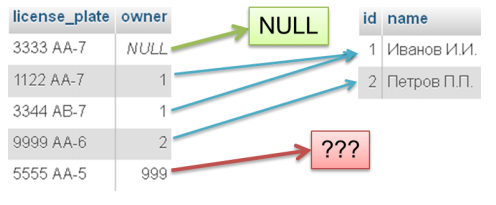 license_plate owner
3333 AA-7 NULL
1122 AA-7 1
3344 AB-7 1
9999 AA-6 2
5555 AA-5 999
NULL
???
id name
1 Иванов И.И.
2 Петров П.П.